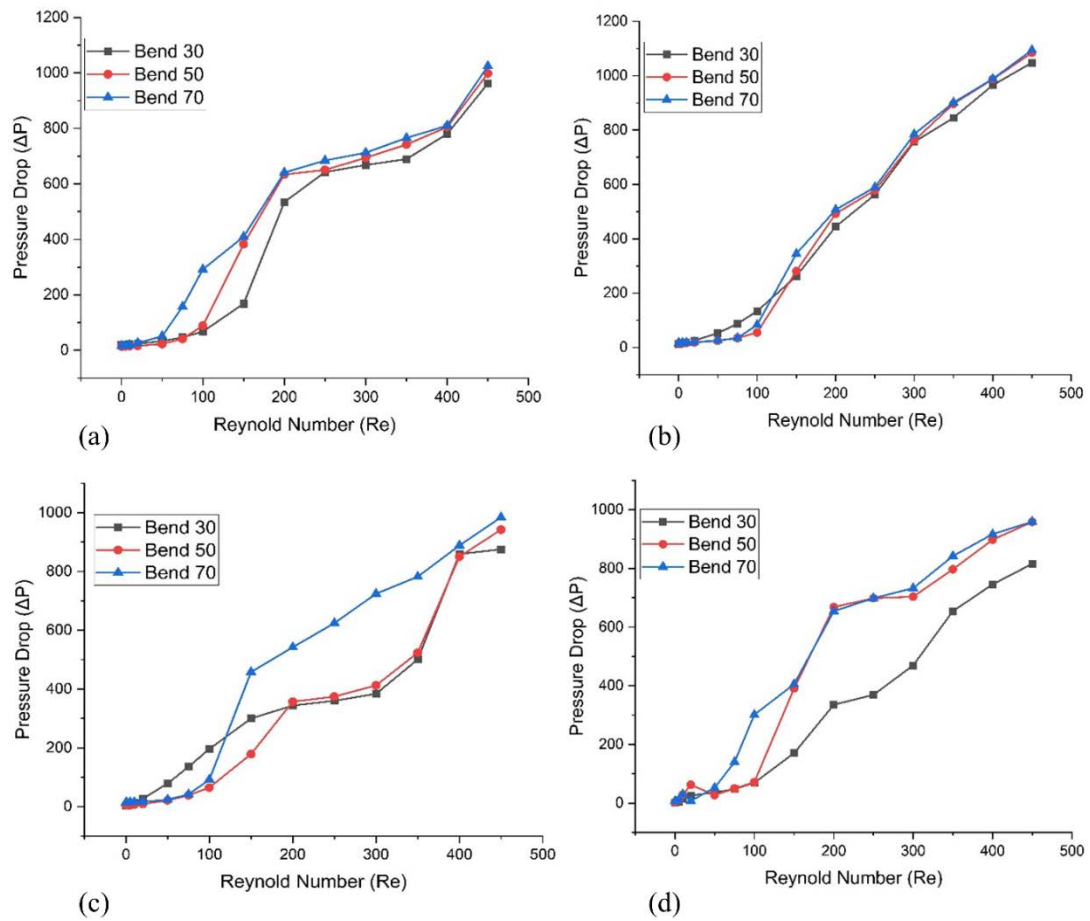 1200
1000
800
600
400
200
0
Pressure Drop (ΔP)
Bend 30
Bend 50
Bend 70
0 100 200 300 400 500
Reynold Number (Re)
(a)
1200
1000
800
600
400
200
0
Pressure Drop (ΔP)
Bend 30
Bend 50
Bend 70
0 100 200 300 400 500
Reynold Number (Re)
(b)
1000
800
600
400
200
0
Pressure Drop (ΔP)
Bend 30
Bend 50
Bend 70
0 100 200 300 400 500
Reynold Number (Re)
(c)
1000
800
600
400
200
0
Pressure Drop (ΔP)
Bend 30
Bend 50
Bend 70
0 100 200 300 400 500
Reynold Number (Re)
(d)